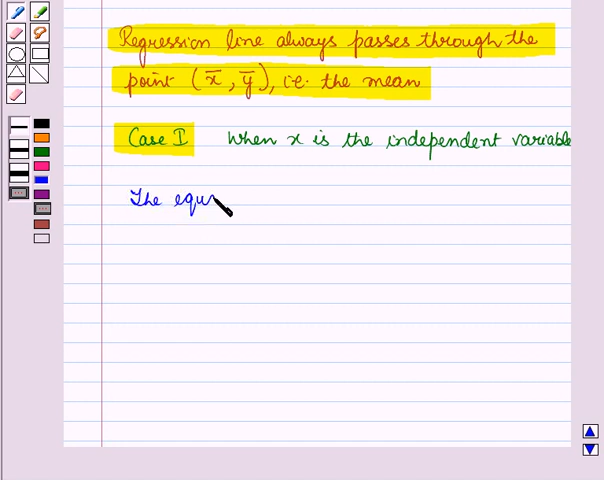 Regression line always passes through the
point (x̄, ȳ), i.e. the mean
Case I When x is the independent variable
The equ